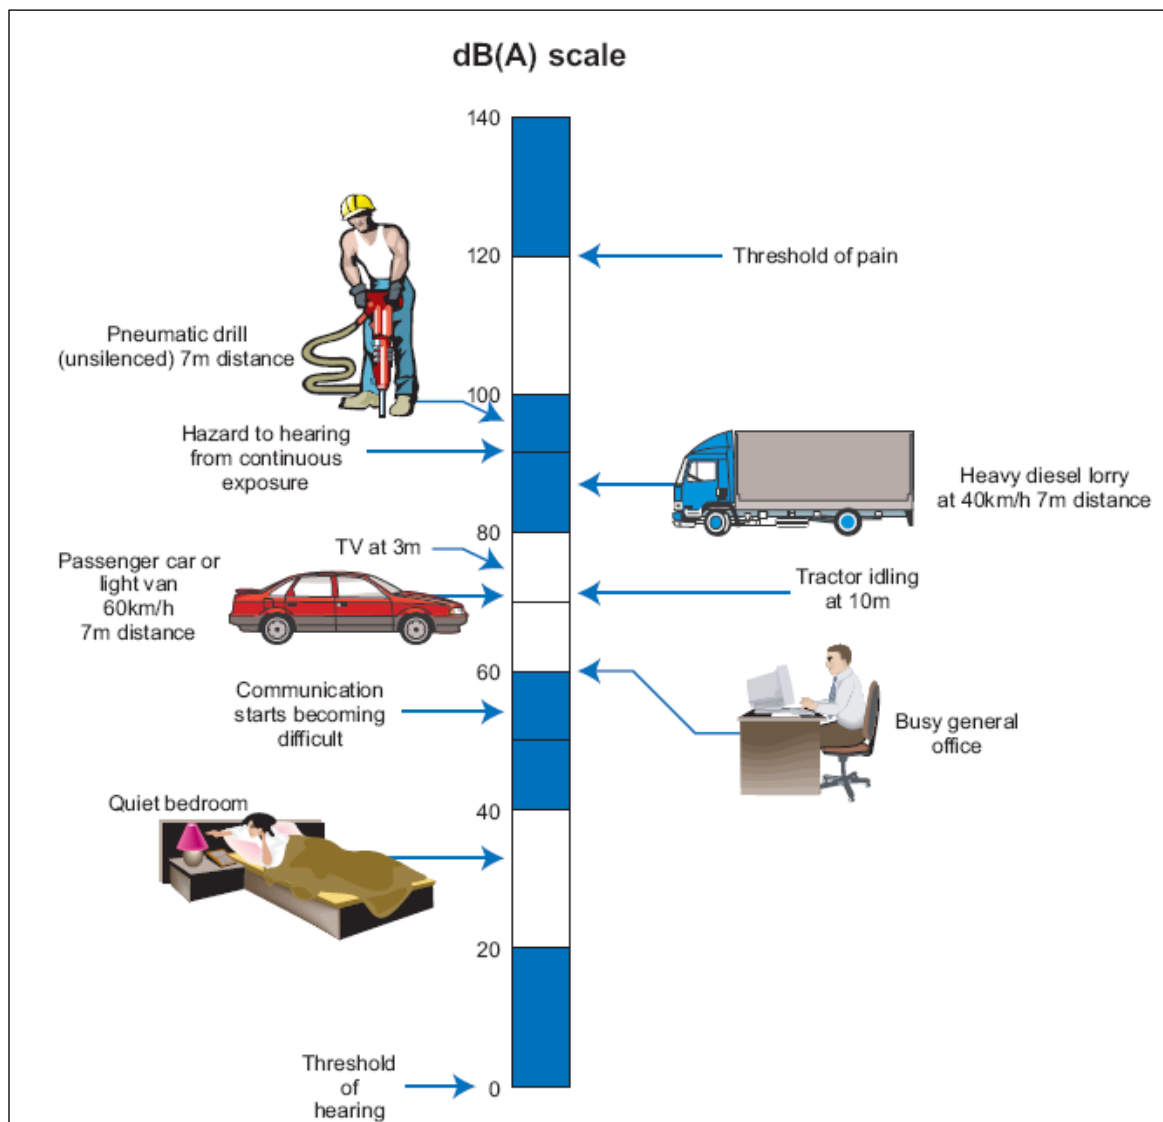 dB(A) scale
140
120
Threshold of pain
Pneumatic drill
(unsilenced) 7m distance
100
Hazard to hearing
from continuous
exposure
Heavy diesel lorry
at 40km/h 7m distance
80
TV at 3m
Passenger car or
light van
60km/h
7m distance
Tractor idling
at 10m
60
Communication
starts becoming
difficult
Busy general
office
Quiet bedroom
40
20
Threshold
of
hearing
0